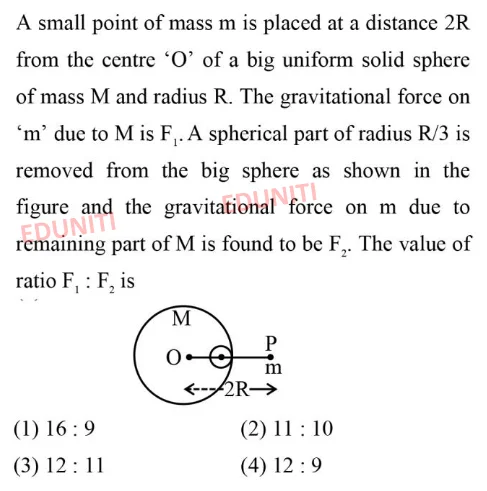 A small point of mass m is placed at a distance 2R
from the centre ‘O’ of a big uniform solid sphere
of mass M and radius R. The gravitational force on
‘m’ due to M is F₁. A spherical part of radius R/3 is
removed from the big sphere as shown in the
figure and the gravitational force on m due to
remaining part of M is found to be F₂. The value of
ratio F₁ : F₂ is
EDUNITI
EDUNITI
M
O
P
m
2R
(1) 16 : 9 (2) 11 : 10
(3) 12 : 11 (4) 12 : 9